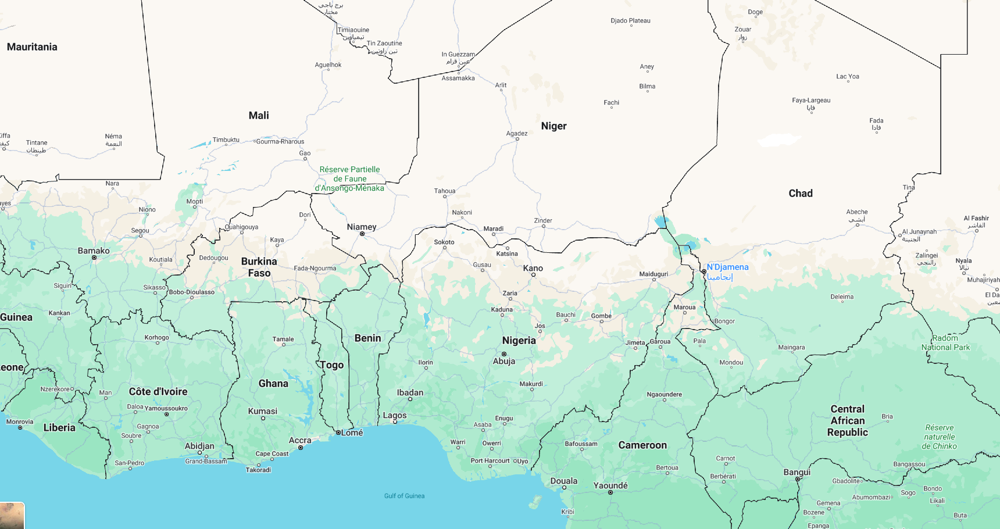 برج باجي
مختار
Doge
Djado Plateau
Timiaouine
تيمياوين
Zouar
زوار
Mauritania
Tin Zaoutine
تين زاوتين
In Guezzam
عين قزام
Aguelhok
Aney
Assamakka
Lac Yoa
Arlit
Bilma
Fachi
Faya-Largeau
فايا
Mali
Niger
Fada
فادا
Kiffa
كيفة
Néma
النعمة
Tintane
طينطان
Timbuktu
Gourma-Rharous
Agadez
Gao
Réserve Partielle
de Faune
d'Ansongo-Ménaka
Nara
Tahoua
Chad
Tina
ayes
Mopti
Niono
Dori
Nakoni
Abeche
أبشي
Zinder
Niamey
Ouahigouya
Segou
Maradi
Al Fashir
الفاشر
Al Junaynah
الجنينة
Kaya
Sokoto
Bamako
Koutiala
Dedougou
Burkina
Faso
Katsina
Zalingei
زالنجي
Nyala
نيالا
Fada-Ngourma
Gusau
Kano
Maiduguri
N'Djamena
إنجامينا
Muhajiriyah
Siguiri
Sikasso
Bobo-Dioulasso
Zaria
Deleima
El Da
Guinea
Kankan
Kaduna
Bauchi
Gombe
Maroua
Bongor
Jos
Korhogo
Tamale
Benin
Nigeria
Jimeta
Garoua
Pala
Maingara
Radom
National Park
Abuja
eone
Togo
Ilorin
Mondou
Nzerekore
Man
Côte d'Ivoire
Ghana
Makurdi
Ibadan
Ngaoundere
Daloa
Yamoussoukro
Kumasi
Lagos
Central
African
Republic
Bria
Monrovia
Liberia
Gagnoa
Soubre
Lomé
Asaba
Enugu
Réserve
naturelle
de Chinko
Abidjan
Accra
Warri
Owerri
Bafoussam
Cameroon
San-Pedro
Grand-Bassam
Cape Coast
Takoradi
Port Harcourt
Uyo
Carnot
Bertoua
Bangassou
Berbérati
Bangui
Douala
Yaoundé
Gbadolite
Bondo
Gulf of Guinea
Abumombazi
Sogo
Likali
Gemena
Kribi
Bozene
Buta
Epanga